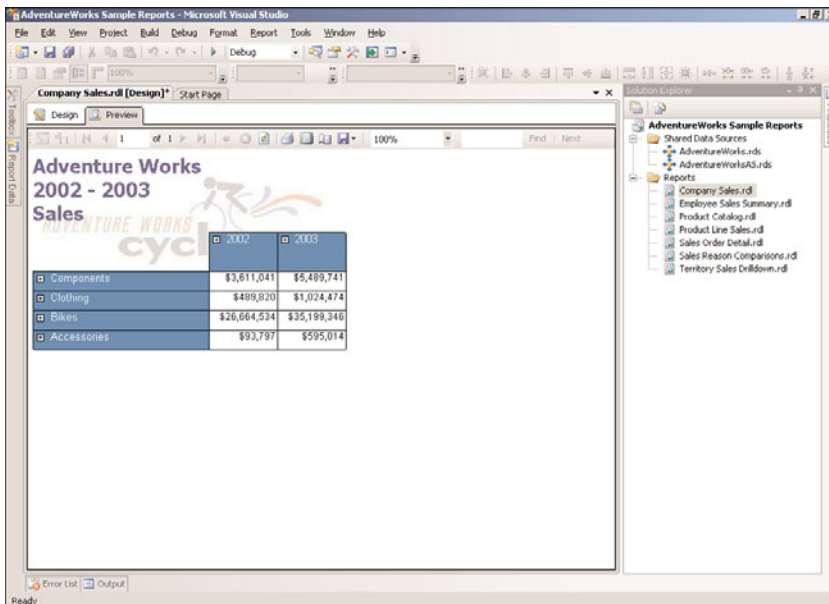 AdventureWorks Sample Reports - Microsoft Visual Studio
File Edit View Project Build Debug Format Report Tools Window Help
Debug
100%
Company Sales.rdl [Design]* Start Page
Design Preview
1 of 1 100% Find | Next
Toolbox
Report Data
Adventure Works
2002 - 2003
Sales
ADVENTURE WORKS
cycl
2002 2003
Components $3,611,041 $5,489,741
Clothing $489,820 $1,024,474
Bikes $26,664,534 $35,199,346
Accessories $93,797 $595,014
Solution Explorer
AdventureWorks Sample Reports
Shared Data Sources
AdventureWorks.rds
AdventureWorksAS.rds
Reports
Company Sales.rdl
Employee Sales Summary.rdl
Product Catalog.rdl
Product Line Sales.rdl
Sales Order Detail.rdl
Sales Reason Comparisons.rdl
Territory Sales Drilldown.rdl
Error List Output
Ready